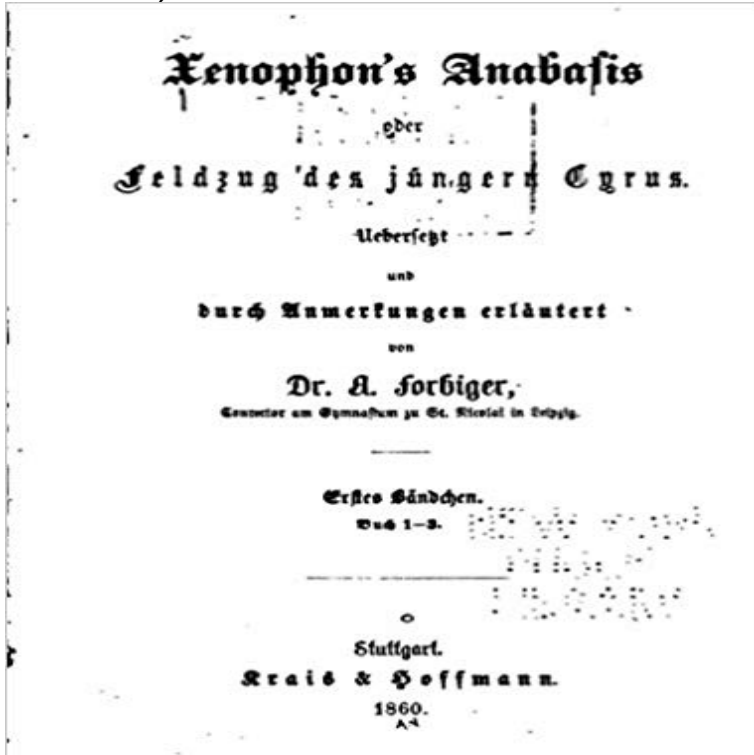 Xenophon's Anabasis
oder
Feldzug des jüngern Cyrus.
Uebersetzt
und
durch Anmerkungen erläutert
von
Dr. A. Forbiger,
Conrector am Gymnasium zu St. Nicolai in Leipzig.
Erstes Bändchen.
Buch 1–3.
Stuttgart.
Krais & Hoffmann.
1860.